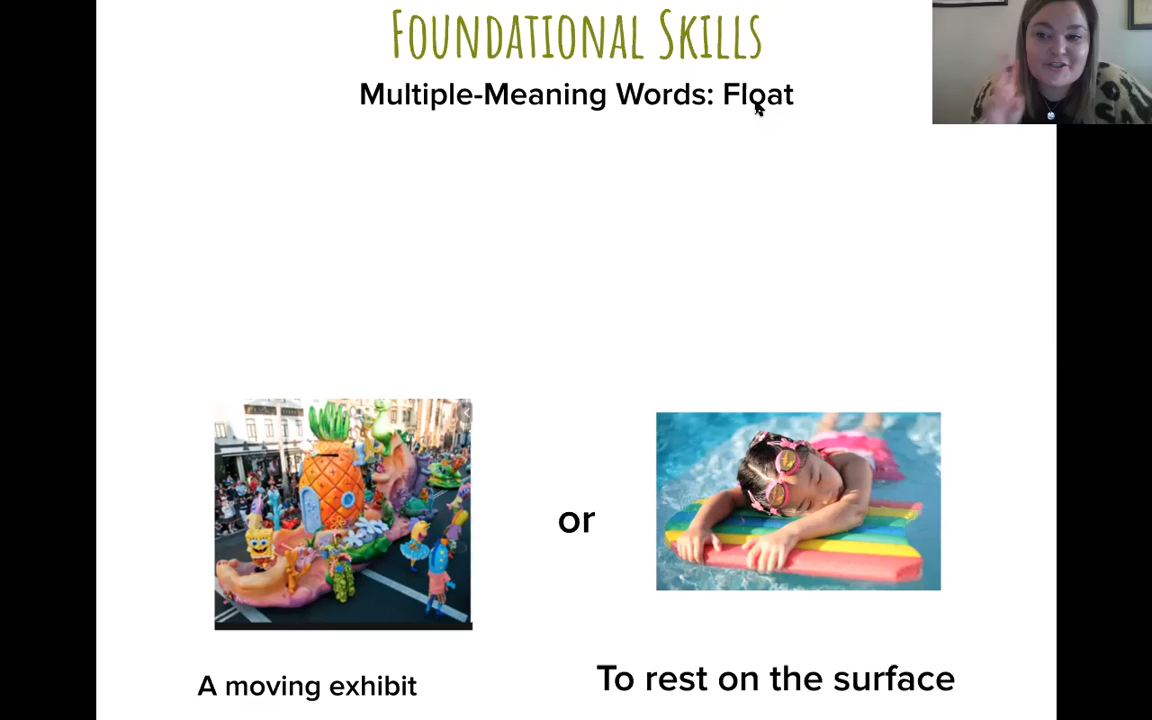 Foundational Skills
Multiple-Meaning Words: Float
or
A moving exhibit
To rest on the surface